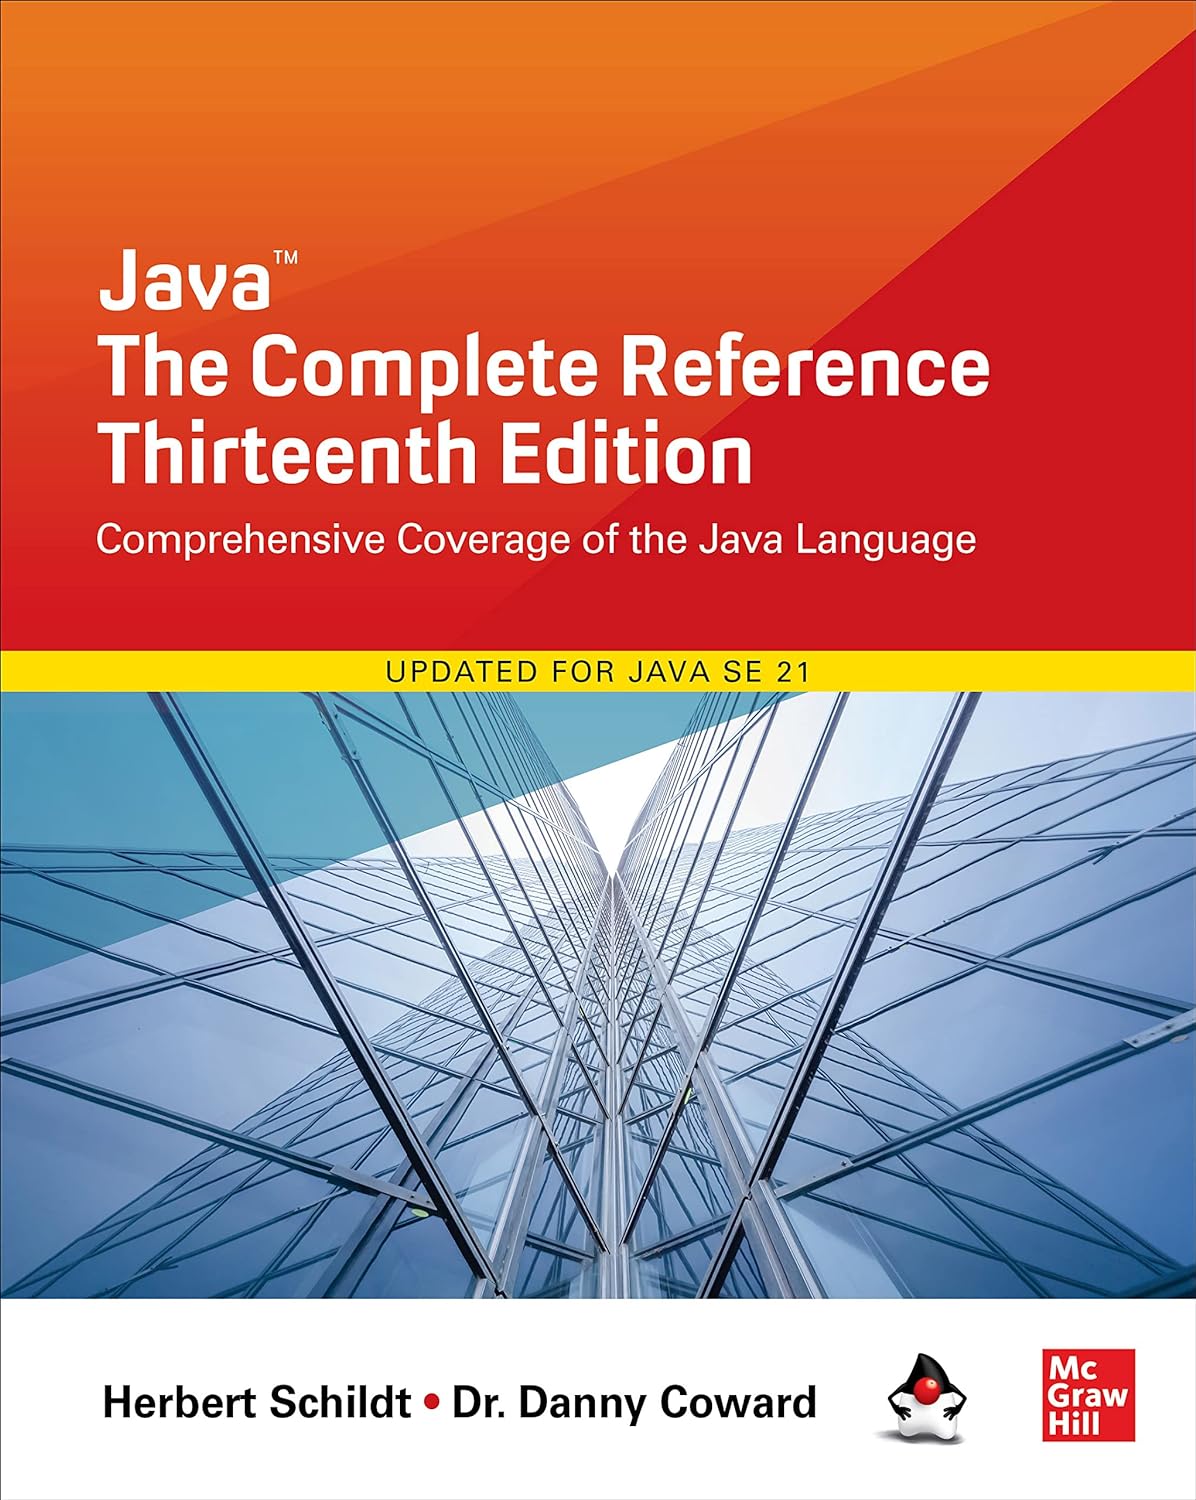 Java™
The Complete Reference
Thirteenth Edition
Comprehensive Coverage of the Java Language
UPDATED FOR JAVA SE 21
Herbert Schildt • Dr. Danny Coward
Mc
Graw
Hill